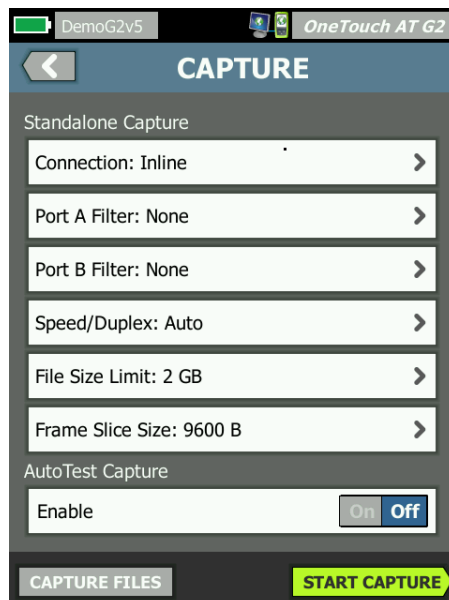 DemoG2v5
OneTouch AT G2
CAPTURE
Standalone Capture
Connection: Inline
Port A Filter: None
Port B Filter: None
Speed/Duplex: Auto
File Size Limit: 2 GB
Frame Slice Size: 9600 B
AutoTest Capture
Enable
On Off
CAPTURE FILES
START CAPTURE